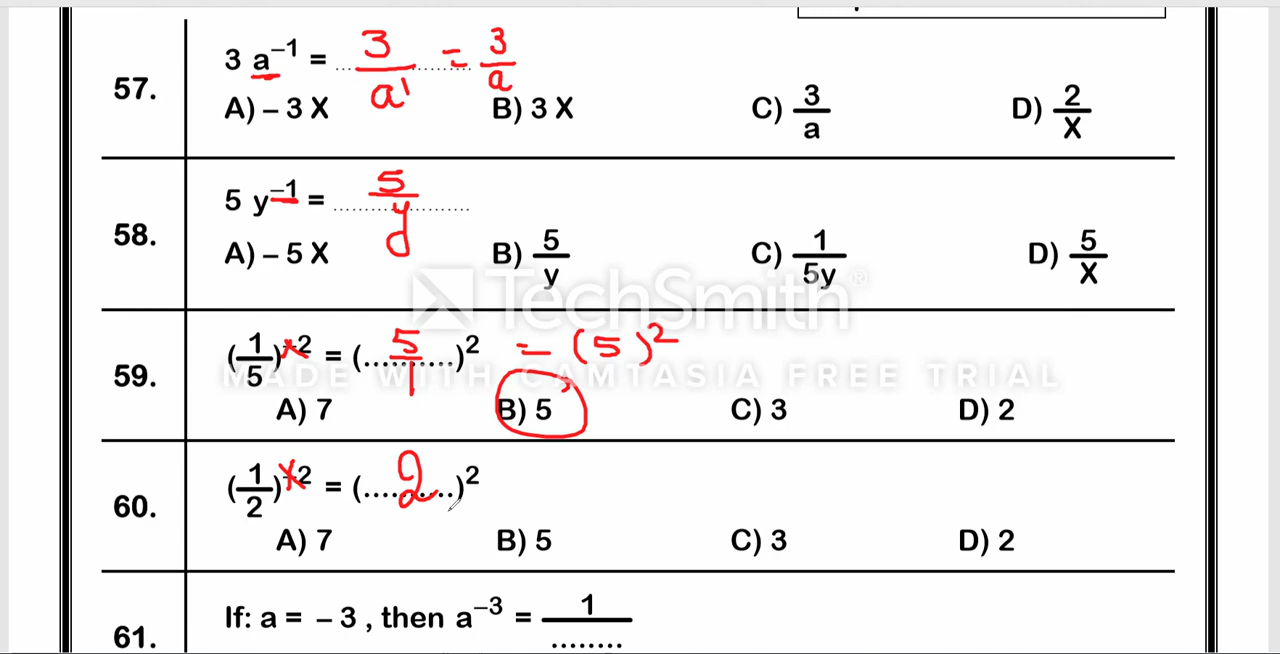 57. 3 a⁻¹ = .......... 3/a¹ = 3/a
A) – 3 X B) 3 X C) 3/a D) 2/X
58. 5 y⁻¹ = .......... 5/y
A) – 5 X B) 5/y C) 1/5y D) 5/X
TechSmith®
59. (1/5)⁻² = (.....5/1.....)² = (5)²
MADE WITH CAMTASIA FREE TRIAL
A) 7 B) 5 C) 3 D) 2
60. (1/2)⁻² = (.....2.....)²
A) 7 B) 5 C) 3 D) 2
61. If: a = – 3 , then a⁻³ = 1/........